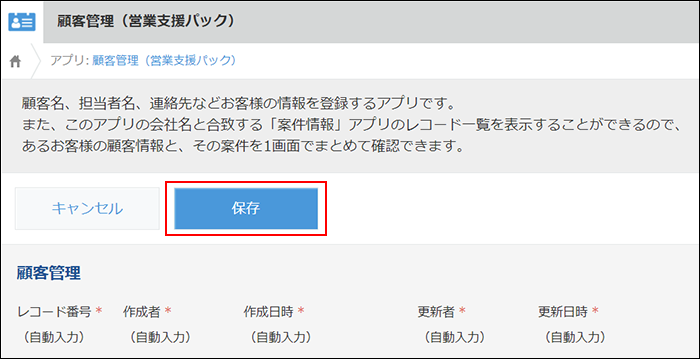 顧客管理（営業支援パック）
アプリ: 顧客管理（営業支援パック）
顧客名、担当者名、連絡先などお客様の情報を登録するアプリです。
また、このアプリの会社名と合致する「案件情報」アプリのレコード一覧を表示することができるので、
あるお客様の顧客情報と、その案件を1画面でまとめて確認できます。
キャンセル 保存
顧客管理
レコード番号 * 作成者 * 作成日時 * 更新者 * 更新日時 *
（自動入力） （自動入力） （自動入力） （自動入力） （自動入力）